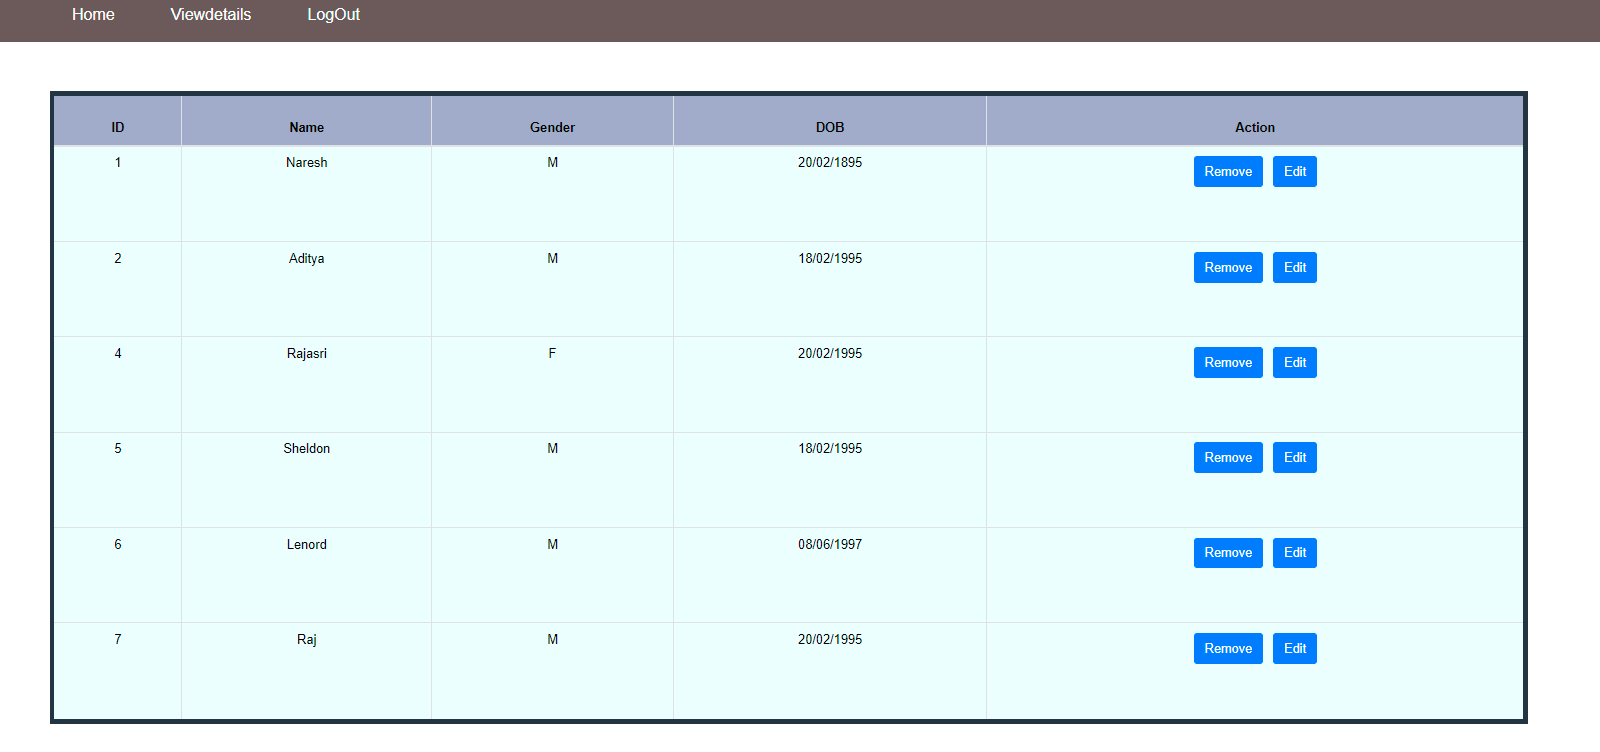 Home Viewdetails LogOut
ID Name Gender DOB Action
1 Naresh M 20/02/1895 Remove Edit
2 Aditya M 18/02/1995 Remove Edit
4 Rajasri F 20/02/1995 Remove Edit
5 Sheldon M 18/02/1995 Remove Edit
6 Lenord M 08/06/1997 Remove Edit
7 Raj M 20/02/1995 Remove Edit